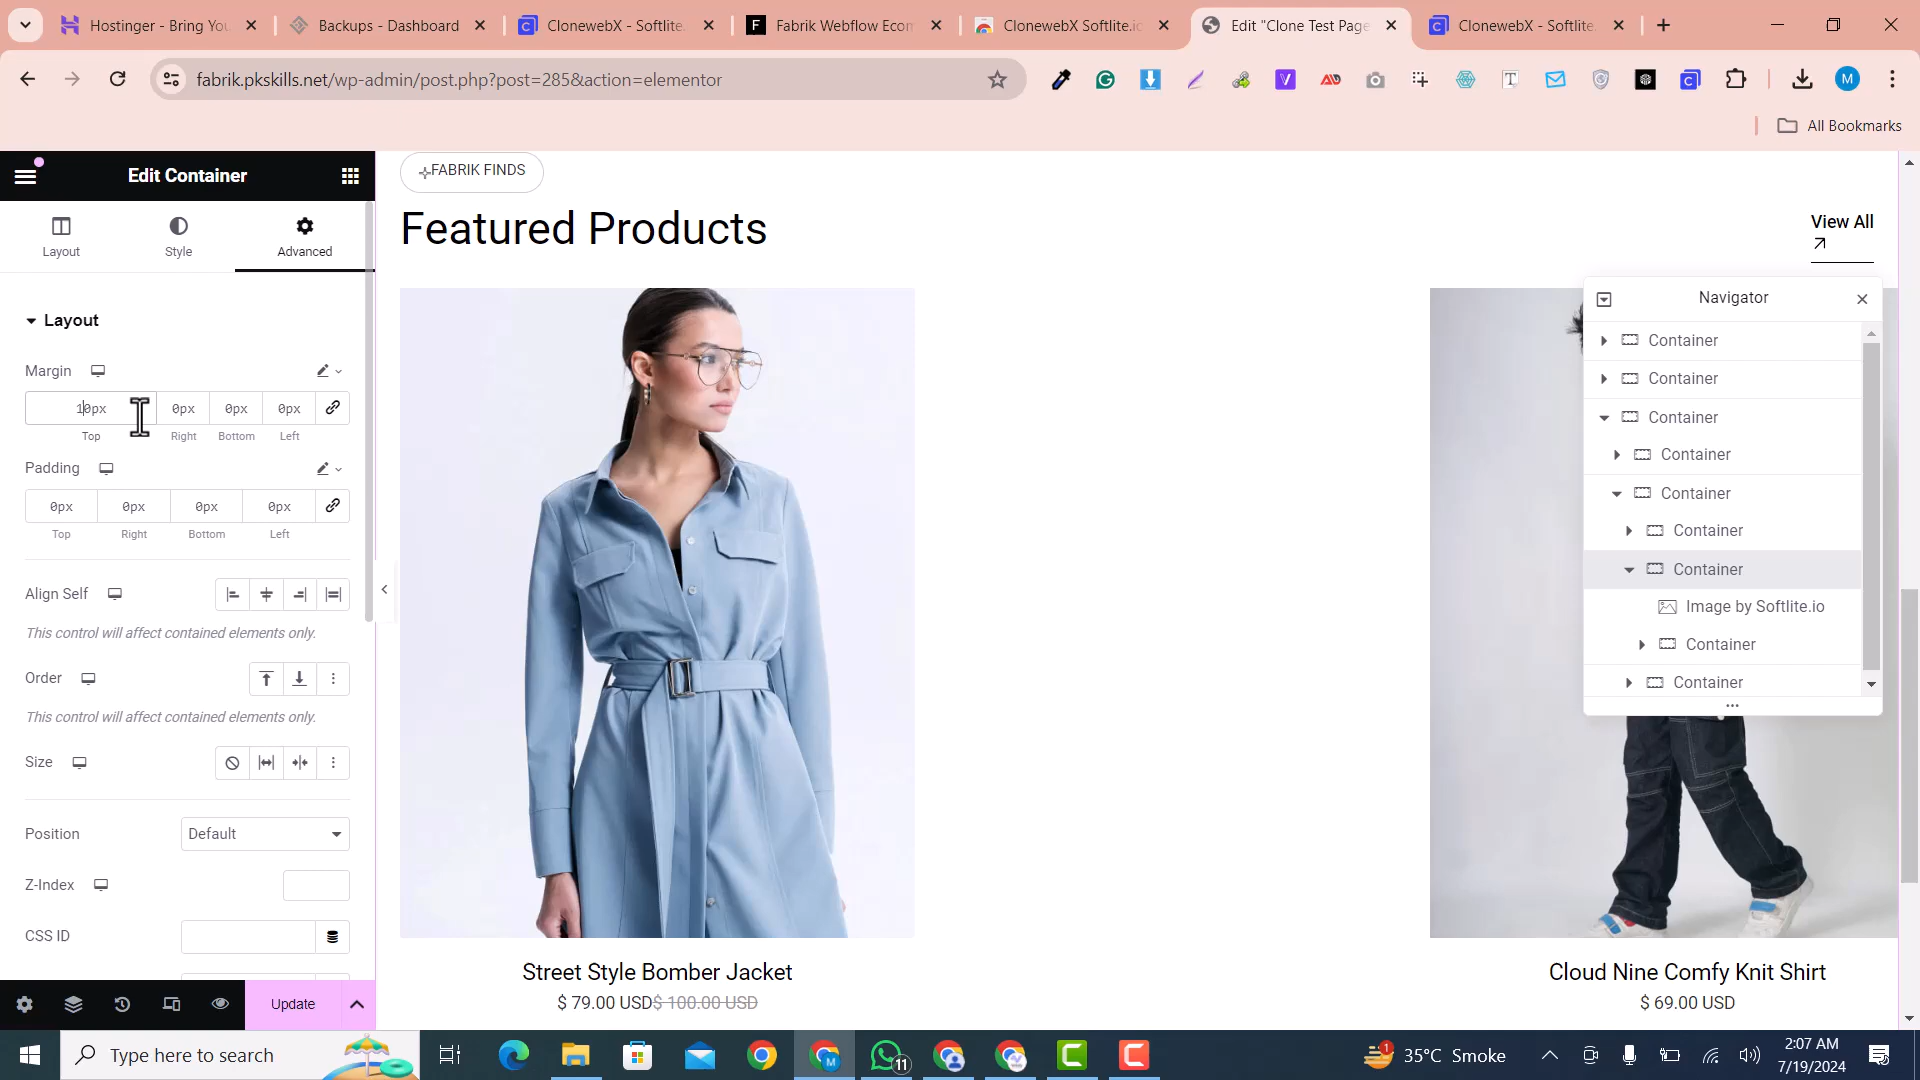 Hostinger - Bring You
Backups - Dashboard
ClonewebX - Softlite.
Fabrik Webflow Ecom
ClonewebX Softlite.io
Edit "Clone Test Page
ClonewebX - Softlite.
fabrik.pkskills.net/wp-admin/post.php?post=285&action=elementor
M
All Bookmarks
Edit Container
Layout
Style
Advanced
Layout
Margin
10px
0px
0px
0px
Top
Right
Bottom
Left
Padding
0px
0px
0px
0px
Top
Right
Bottom
Left
Align Self
This control will affect contained elements only.
Order
This control will affect contained elements only.
Size
Position
Default
Z-Index
CSS ID
Update
FABRIK FINDS
Featured Products
View All
Street Style Bomber Jacket
$ 79.00 USD$ 100.00 USD
Cloud Nine Comfy Knit Shirt
$ 69.00 USD
Navigator
Container
Container
Container
Container
Container
Container
Container
Image by Softlite.io
Container
Container
Type here to search
11
1
35°C Smoke
2:07 AM
7/19/2024